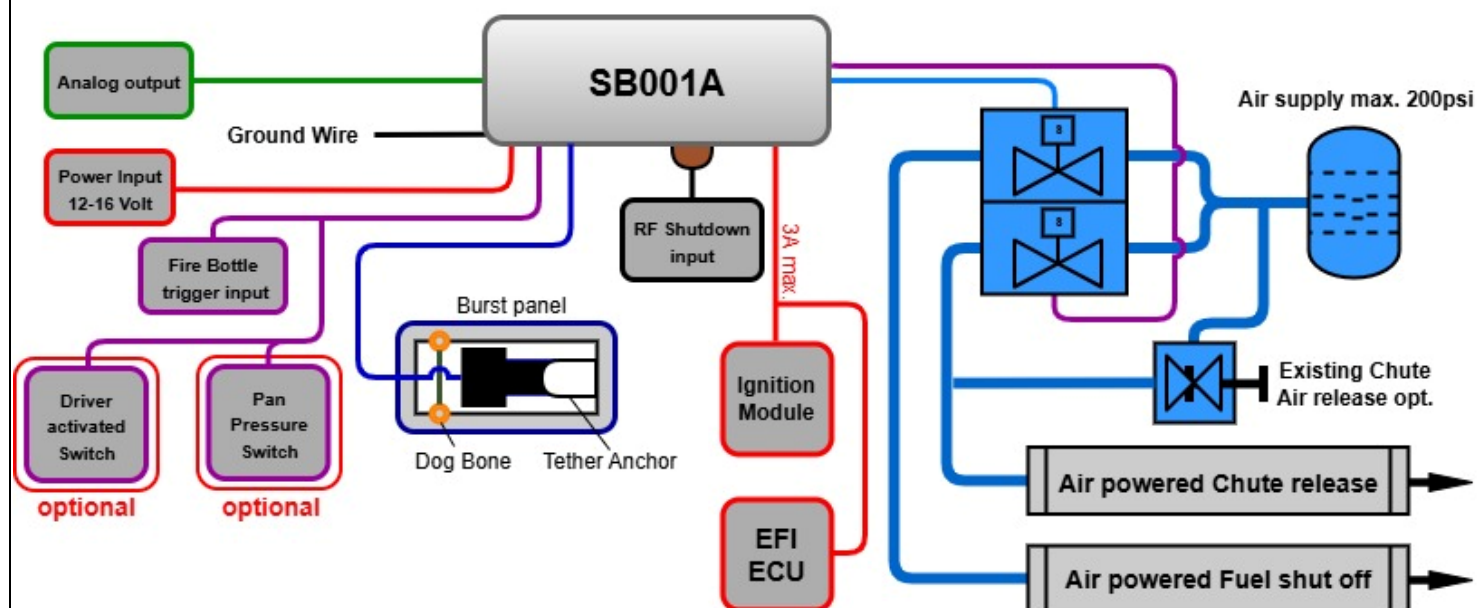 SB001A
Analog output
Ground Wire
Power Input
12-16 Volt
Fire Bottle
trigger input
Driver
activated
Switch
optional
Pan
Pressure
Switch
optional
Burst panel
Dog Bone
Tether Anchor
RF Shutdown
input
3A max.
Ignition
Module
EFI
ECU
8
8
Air supply max. 200psi
Existing Chute
Air release opt.
Air powered Chute release
Air powered Fuel shut off